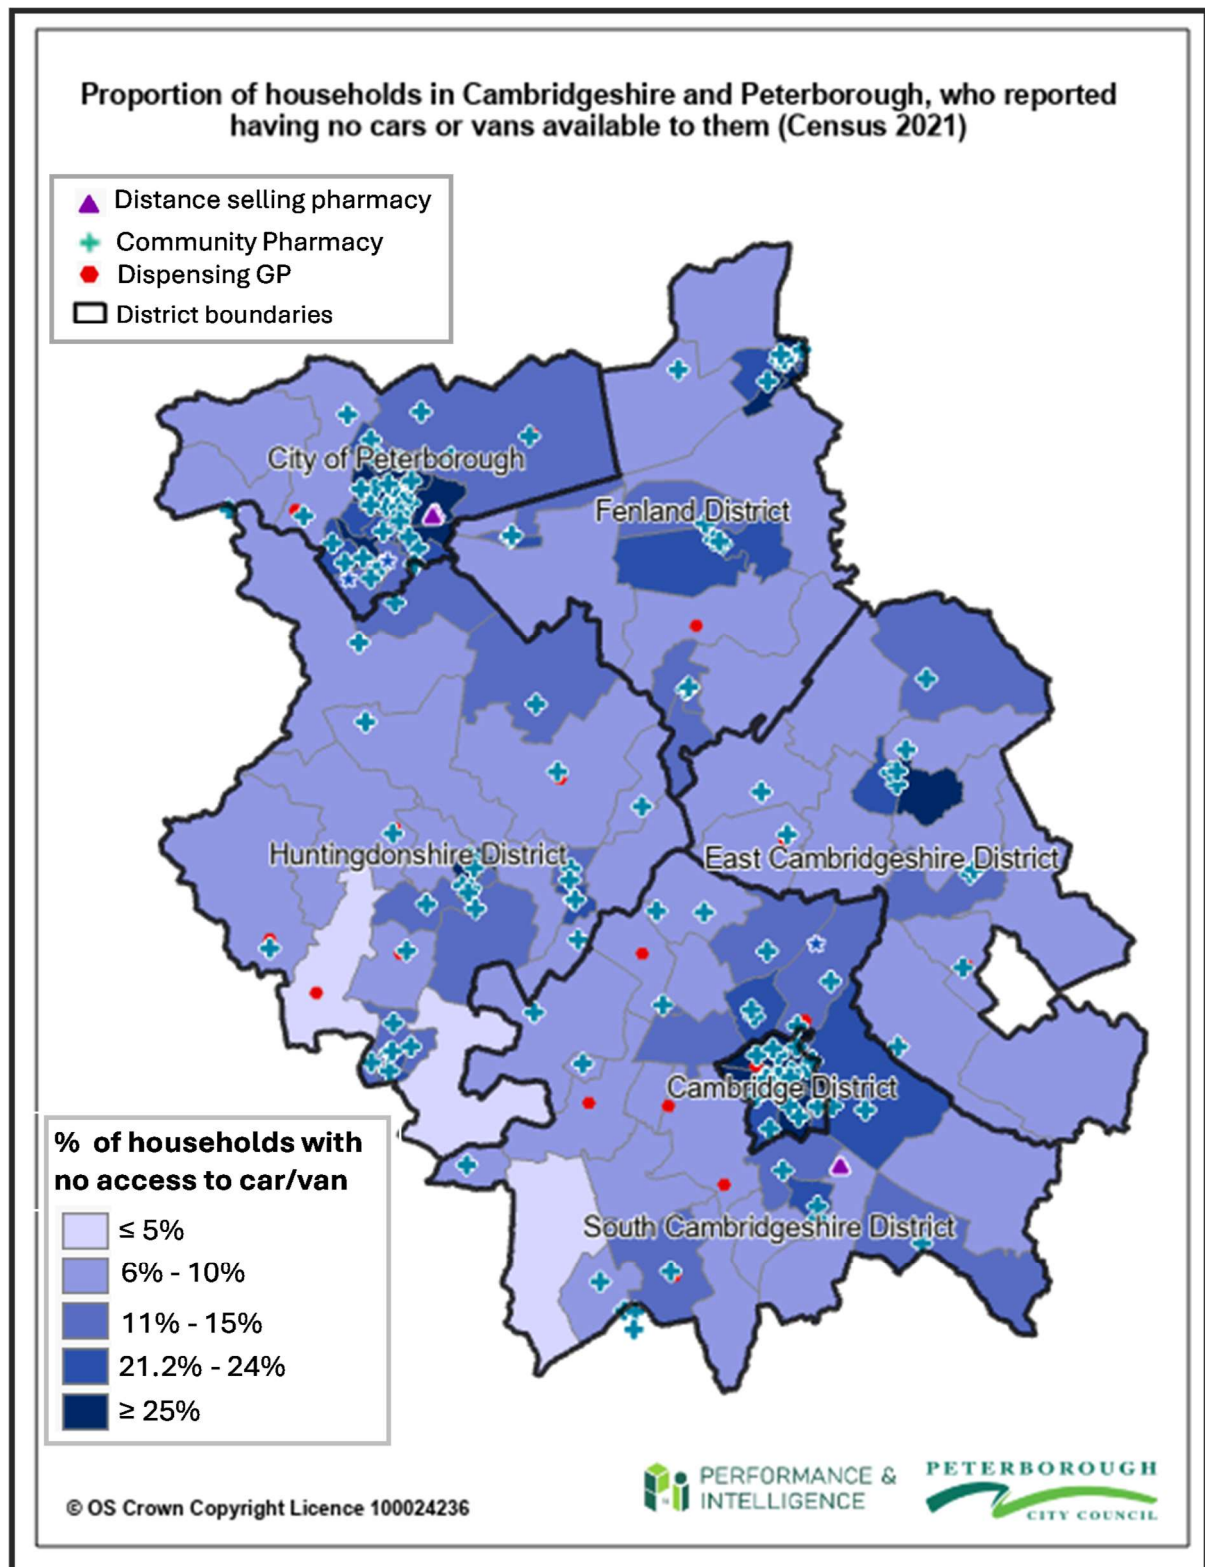 Proportion of households in Cambridgeshire and Peterborough, who reported
having no cars or vans available to them (Census 2021)
Distance selling pharmacy
Community Pharmacy
Dispensing GP
District boundaries
City of Peterborough
Fenland District
Huntingdonshire District
East Cambridgeshire District
Cambridge District
South Cambridgeshire District
% of households with
no access to car/van
≤ 5%
6% - 10%
11% - 15%
21.2% - 24%
≥ 25%
© OS Crown Copyright Licence 100024236
PERFORMANCE &
INTELLIGENCE
PETERBOROUGH
CITY COUNCIL